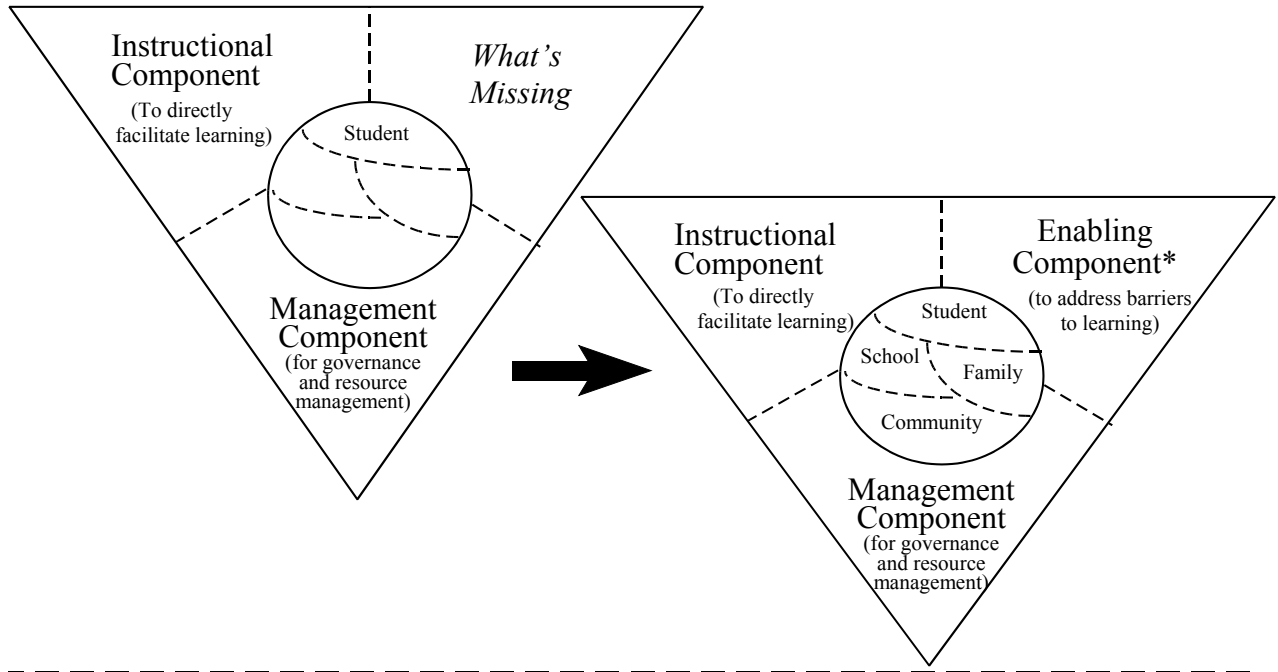 Instructional
Component
(To directly
facilitate learning)
What's
Missing
Student
Management
Component
(for governance
and resource
management)
Instructional
Component
(To directly
facilitate learning)
Enabling
Component*
(to address barriers
to learning)
Student
School
Family
Community
Management
Component
(for governance
and resource
management)